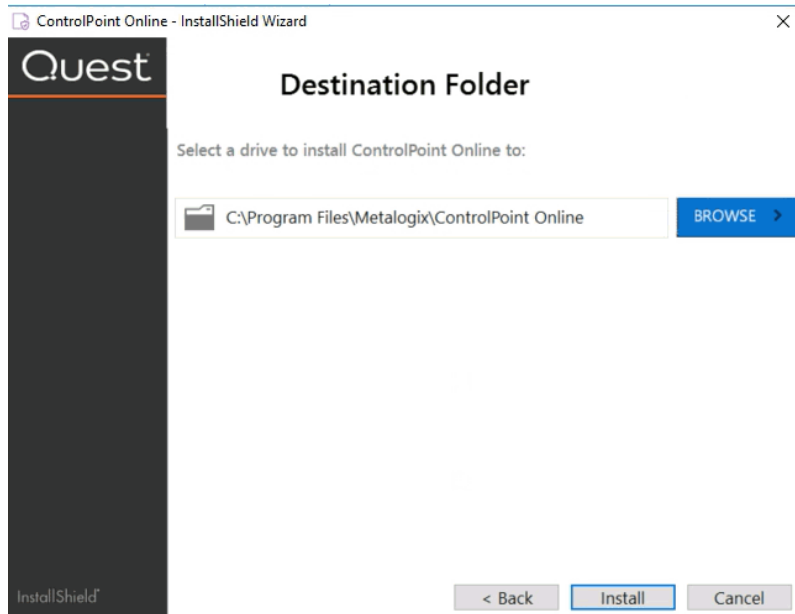 ControlPoint Online - InstallShield Wizard
Quest
Destination Folder
Select a drive to install ControlPoint Online to:
C:\Program Files\Metalogix\ControlPoint Online
BROWSE >
InstallShield
< Back
Install
Cancel